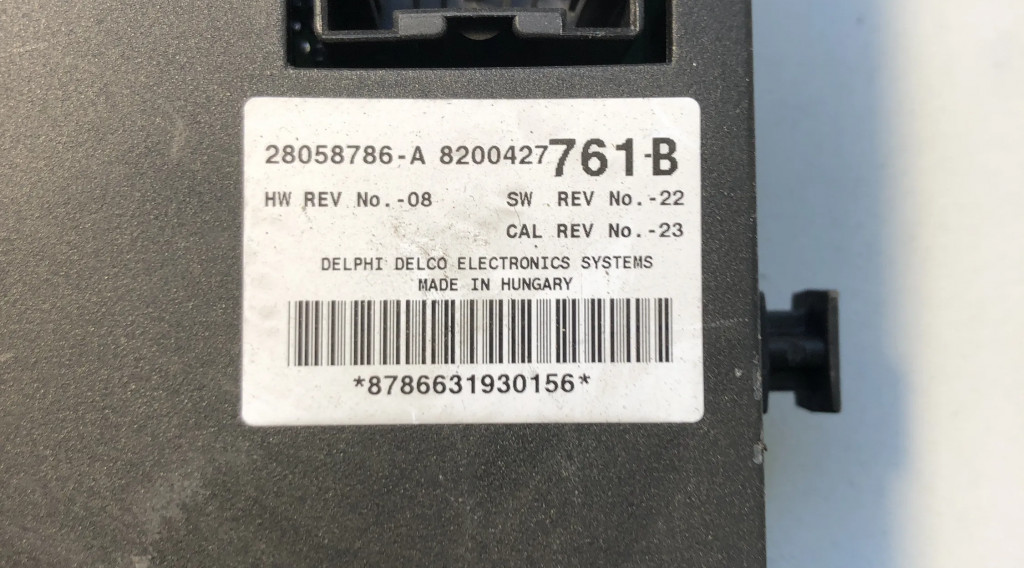 28058786-A 8200427761-B
HW REV No.-08 SW REV No.-22
CAL REV No.-23
DELPHI DELCO ELECTRONICS SYSTEMS
MADE IN HUNGARY
*8786631930156*